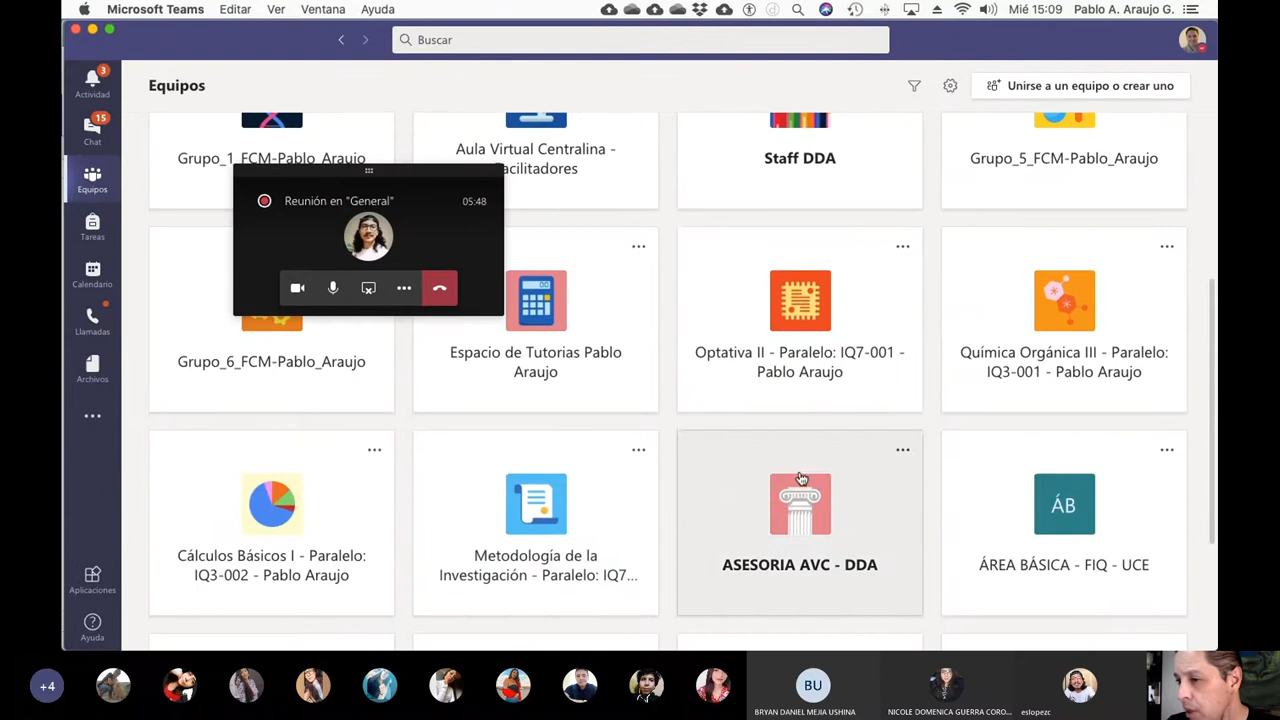 Microsoft Teams Editar Ver Ventana Ayuda Mié 15:09 Pablo A. Araujo G.
Buscar
Actividad
3
Chat
15
Equipos
Tareas
Calendario
Llamadas
Archivos
Aplicaciones
Ayuda
Equipos
Unirse a un equipo o crear uno
Grupo_1_FCM-Pablo_Araujo
Aula Virtual Centralina -
Facilitadores
Staff DDA
Grupo_5_FCM-Pablo_Araujo
Reunión en "General" 05:48
Grupo_6_FCM-Pablo_Araujo
Espacio de Tutorias Pablo
Araujo
Optativa II - Paralelo: IQ7-001 -
Pablo Araujo
Química Orgánica III - Paralelo:
IQ3-001 - Pablo Araujo
Cálculos Básicos I - Paralelo:
IQ3-002 - Pablo Araujo
Metodología de la
Investigación - Paralelo: IQ7...
ASESORIA AVC - DDA
ÁB
ÁREA BÁSICA - FIQ - UCE
+4
BU
BRYAN DANIEL MEJIA USHINA
NICOLE DOMENICA GUERRA CORO...
eslopezc